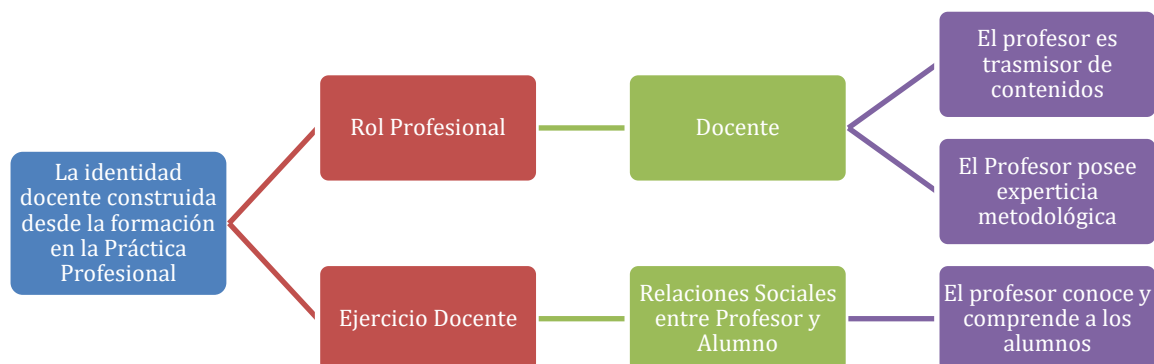 La identidad
docente construida
desde la formación
en la Práctica
Profesional
Rol Profesional
Docente
El profesor es
trasmisor de
contenidos
El Profesor posee
experticia
metodológica
Ejercicio Docente
Relaciones Sociales
entre Profesor y
Alumno
El profesor conoce y
comprende a los
alumnos